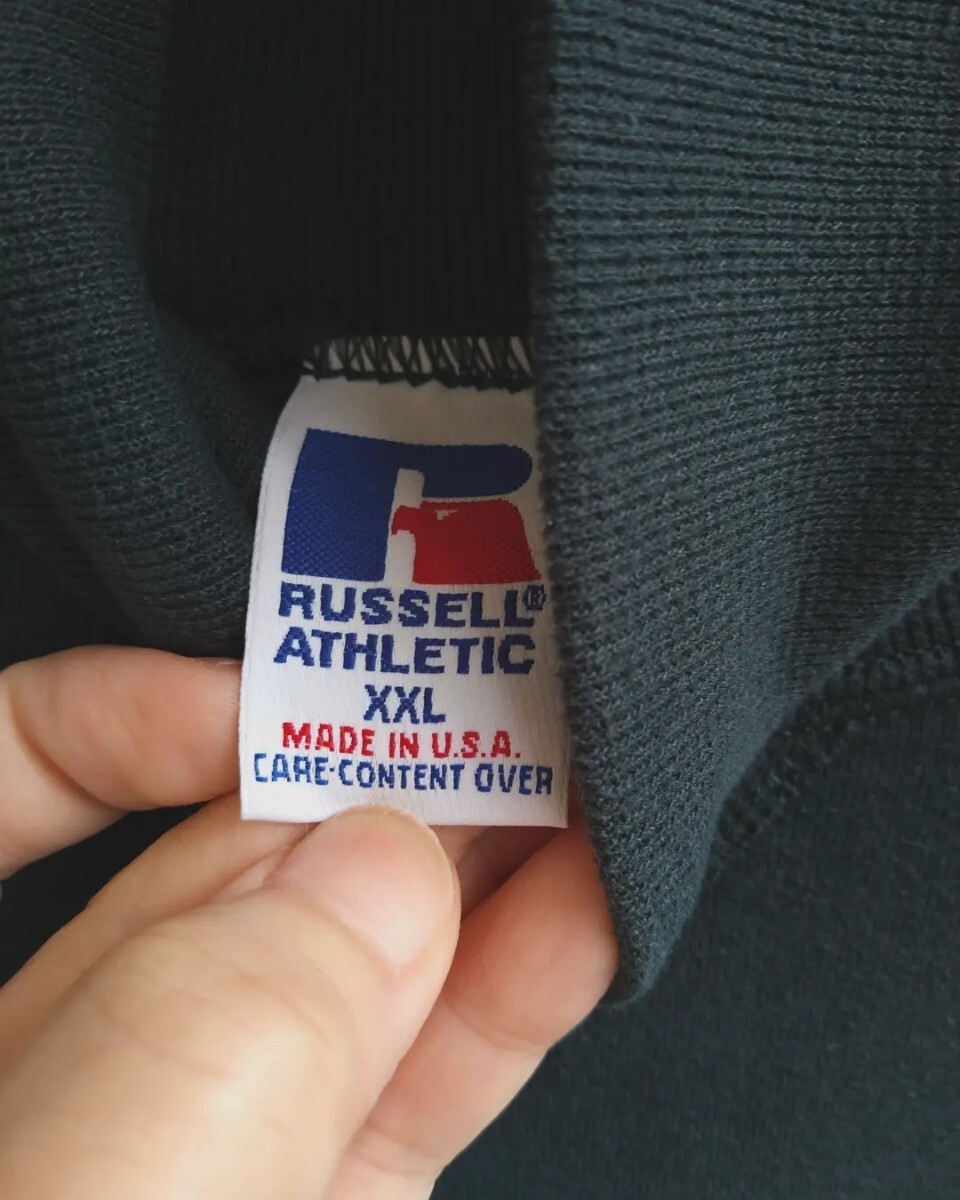 RUSSELL®
ATHLETIC
XXL
MADE IN U.S.A.
CARE-CONTENT OVER